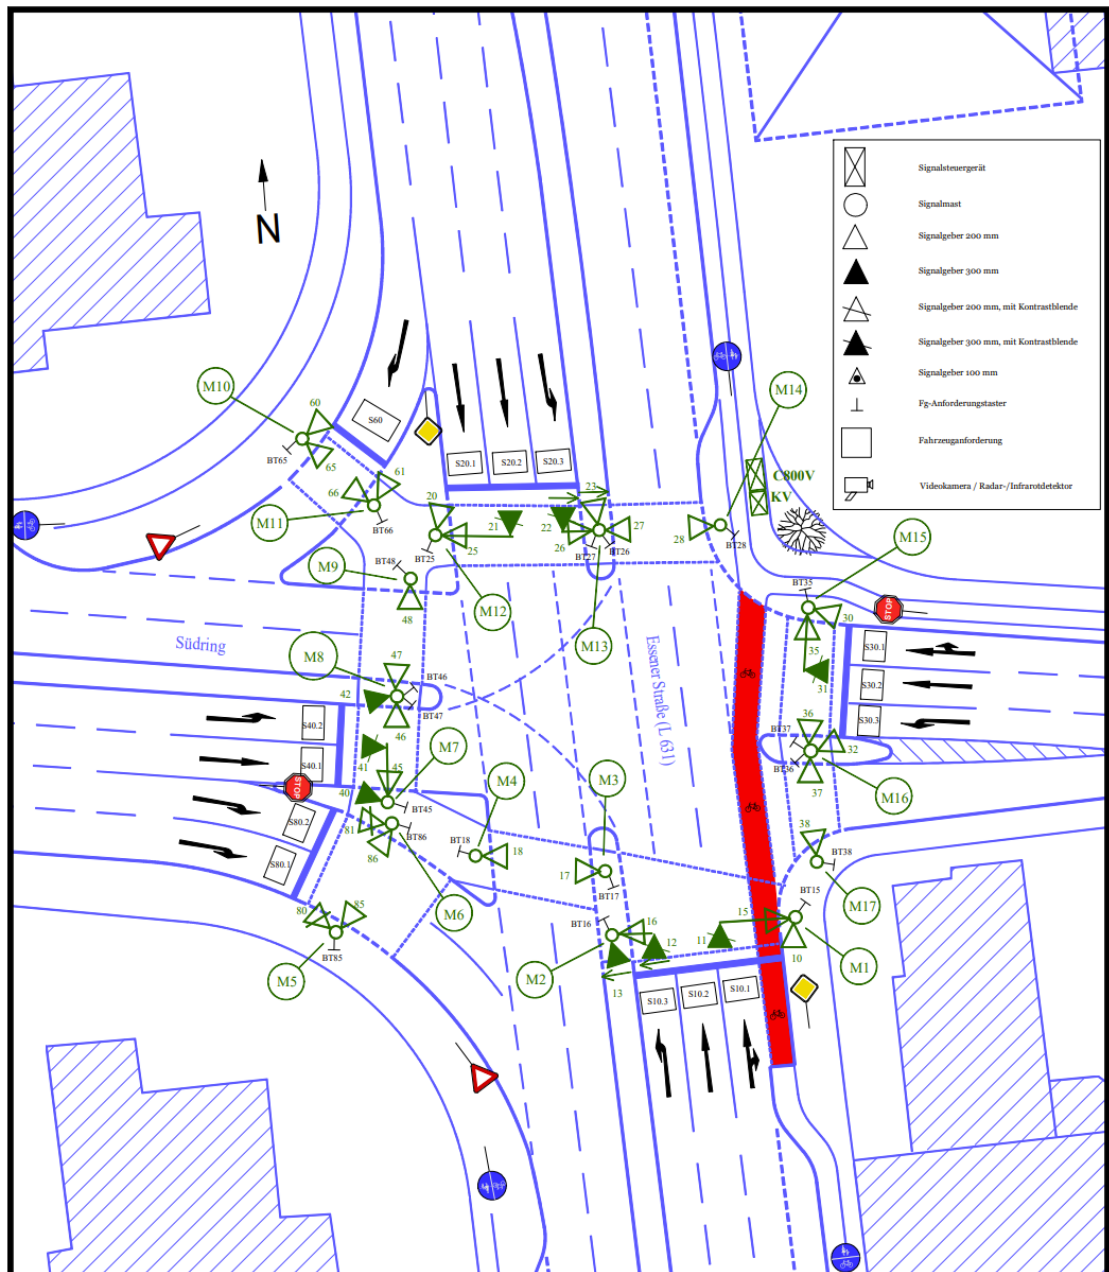 Signalsteuergerät
Signalmast
Signalgeber 200 mm
Signalgeber 300 mm
Signalgeber 200 mm, mit Kontrastblende
Signalgeber 300 mm, mit Kontrastblende
Signalgeber 100 mm
Fg-Anforderungstaster
Fahrzeuganforderung
Videokamera / Radar-/Infrarotdetektor
N
M10
60
S60
BT65
65
61
66
M11
BT66
20
S20.1
S20.2
S20.3
23
21
22
25
BT25
26
27
BT27
BT26
28
BT28
M14
C800V
KV
M15
M9
BT48
48
M12
M13
BT35
30
STOP
35
31
S30.1
S30.2
S30.3
Südring
Essener Straße (L 631)
M8
47
BT46
42
BT47
46
S40.2
S40.1
M7
41
45
40
BT45
STOP
81
BT86
86
S80.2
S80.1
M4
BT18
18
M3
17
BT17
36
BT37
32
BT36
37
M16
38
BT38
M17
80
85
BT85
M5
M6
BT16
16
12
11
15
BT15
10
M1
M2
13
S10.3
S10.2
S10.1